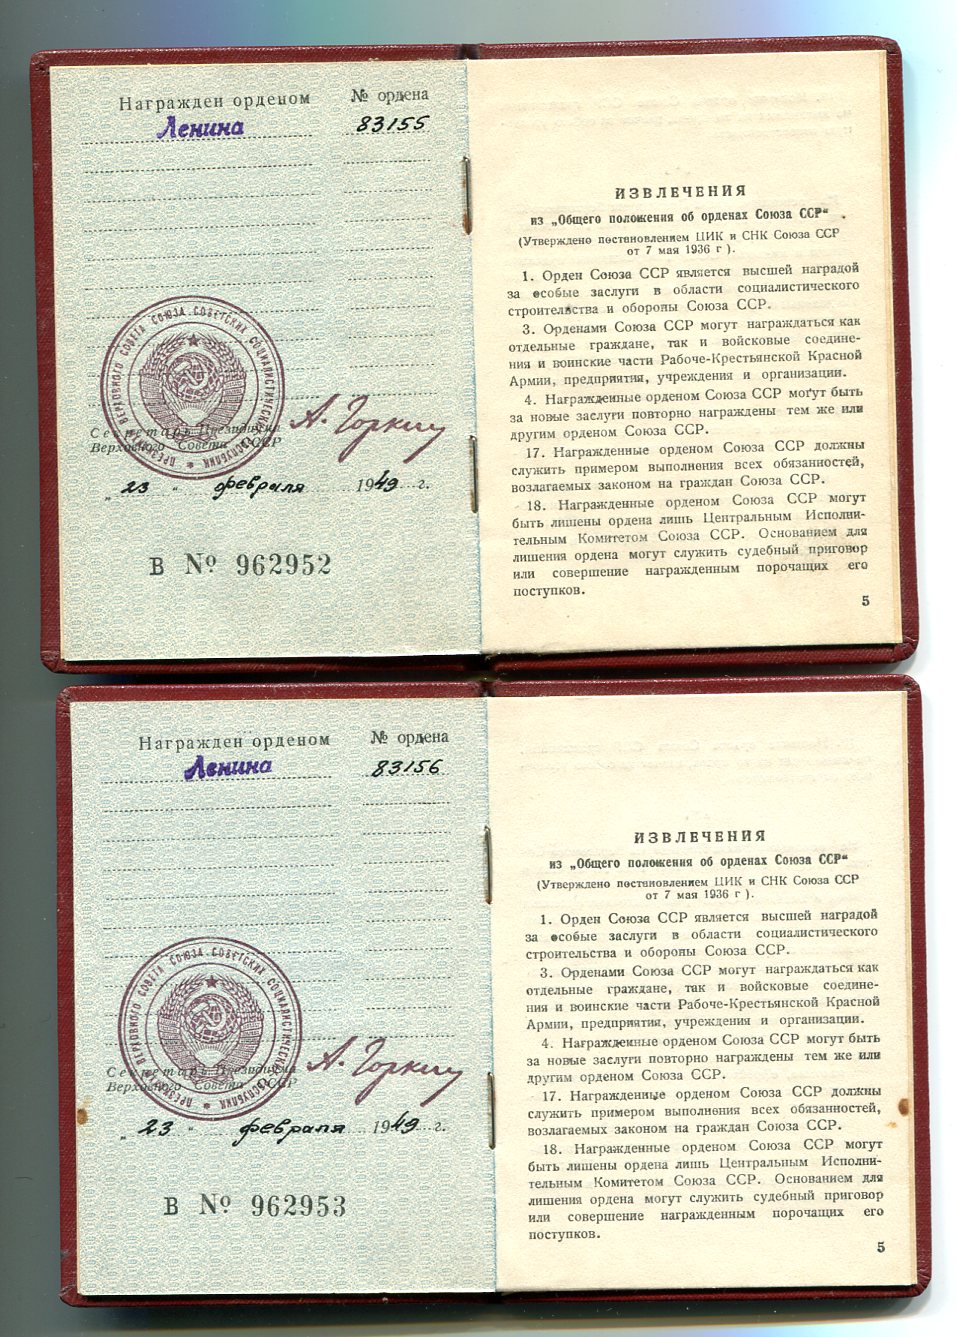 Награжден орденом № ордена
Ленина 83155
ПРЕЗИДИУМ ВЕРХОВНОГО СОВЕТА СОЮЗА СОВЕТСКИХ СОЦИАЛИСТИЧЕСКИХ РЕСПУБЛИК
Секретарь Президиума
Верховного Совета СССР
А. Горкин
„ 23 " февраля 1949 г.
В № 962952
ИЗВЛЕЧЕНИЯ
из „Общего положения об орденах Союза ССР“
(Утверждено постановлением ЦИК и СНК Союза ССР
от 7 мая 1936 г ).
1. Орден Союза ССР является высшей наградой
за особые заслуги в области социалистического
строительства и обороны Союза ССР.
3. Орденами Союза ССР могут награждаться как
отдельные граждане, так и войсковые соедине-
ния и воинские части Рабоче-Крестьянской Красной
Армии, предприятия, учреждения и организации.
4. Награжденные орденом Союза ССР могут быть
за новые заслуги повторно награждены тем же или
другим орденом Союза ССР.
17. Награжденные орденом Союза ССР должны
служить примером выполнения всех обязанностей,
возлагаемых законом на граждан Союза ССР.
18. Награжденные орденом Союза ССР могут
быть лишены ордена лишь Центральным Исполни-
тельным Комитетом Союза ССР. Основанием для
лишения ордена могут служить судебный приговор
или совершение награжденным порочащих его
поступков.
5
Награжден орденом № ордена
Ленина 83156
ПРЕЗИДИУМ ВЕРХОВНОГО СОВЕТА СОЮЗА СОВЕТСКИХ СОЦИАЛИСТИЧЕСКИХ РЕСПУБЛИК
Секретарь Президиума
Верховного Совета СССР
А. Горкин
„ 23 " февраля 1949 г.
В № 962953
ИЗВЛЕЧЕНИЯ
из „Общего положения об орденах Союза ССР“
(Утверждено постановлением ЦИК и СНК Союза ССР
от 7 мая 1936 г ).
1. Орден Союза ССР является высшей наградой
за особые заслуги в области социалистического
строительства и обороны Союза ССР.
3. Орденами Союза ССР могут награждаться как
отдельные граждане, так и войсковые соедине-
ния и воинские части Рабоче-Крестьянской Красной
Армии, предприятия, учреждения и организации.
4. Награжденные орденом Союза ССР могут быть
за новые заслуги повторно награждены тем же или
другим орденом Союза ССР.
17. Награжденные орденом Союза ССР должны
служить примером выполнения всех обязанностей,
возлагаемых законом на граждан Союза ССР.
18. Награжденные орденом Союза ССР могут
быть лишены ордена лишь Центральным Исполни-
тельным Комитетом Союза ССР. Основанием для
лишения ордена могут служить судебный приговор
или совершение награжденным порочащих его
поступков.
5